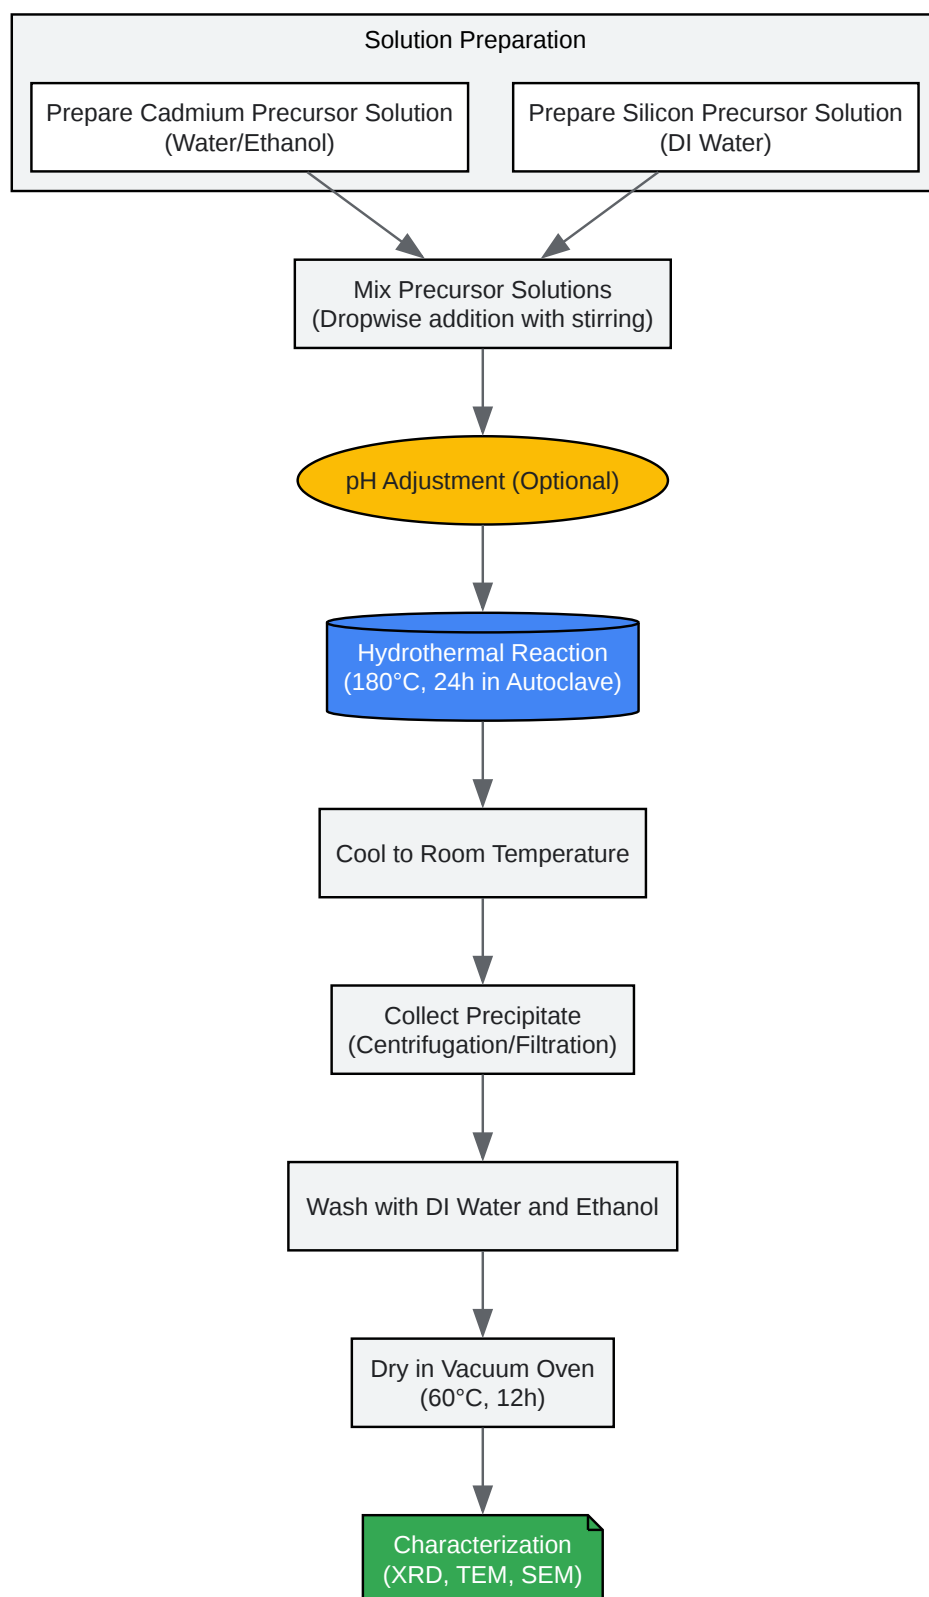 Solution Preparation
Prepare Cadmium Precursor Solution
(Water/Ethanol)
Prepare Silicon Precursor Solution
(DI Water)
Mix Precursor Solutions
(Dropwise addition with stirring)
pH Adjustment (Optional)
Hydrothermal Reaction
(180°C, 24h in Autoclave)
Cool to Room Temperature
Collect Precipitate
(Centrifugation/Filtration)
Wash with DI Water and Ethanol
Dry in Vacuum Oven
(60°C, 12h)
Characterization
(XRD, TEM, SEM)